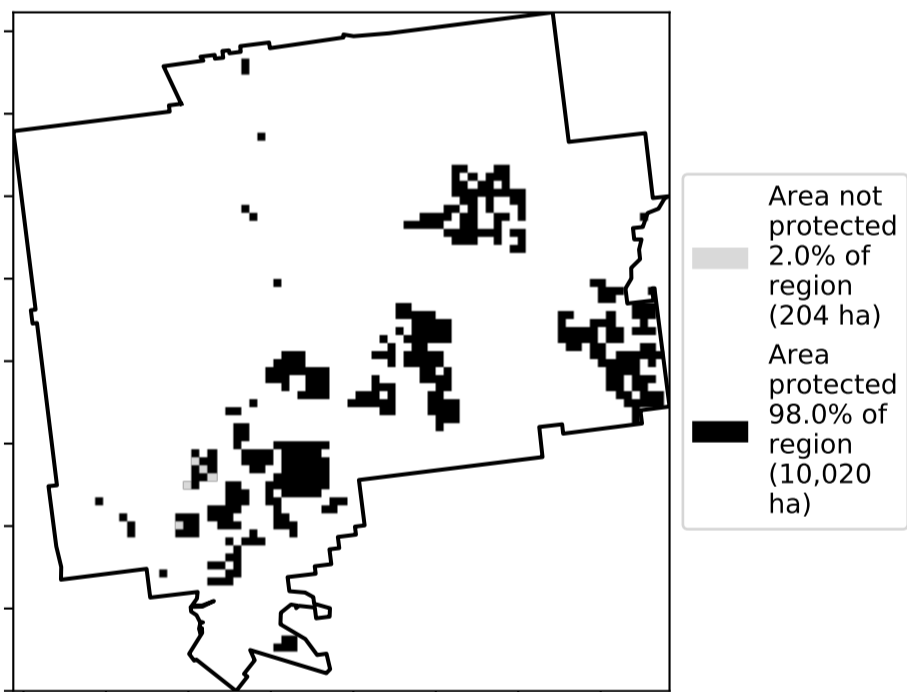 Area not
protected
2.0% of
region
(204 ha)
Area
protected
98.0% of
region
(10,020
ha)